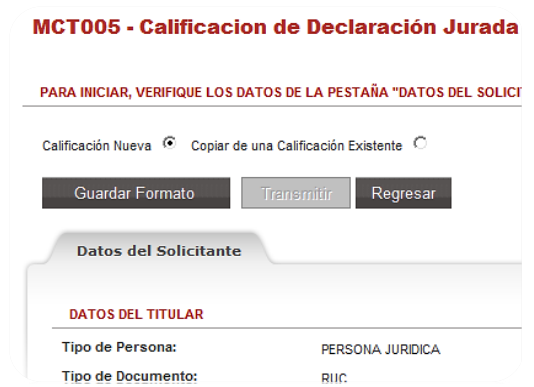 MCT005 - Calificacion de Declaración Jurada
PARA INICIAR, VERIFIQUE LOS DATOS DE LA PESTAÑA "DATOS DEL SOLICI
Calificación Nueva Copiar de una Calificación Existente
Guardar Formato Transmitir Regresar
Datos del Solicitante
DATOS DEL TITULAR
Tipo de Persona: PERSONA JURIDICA
Tipo de Documento: RUC